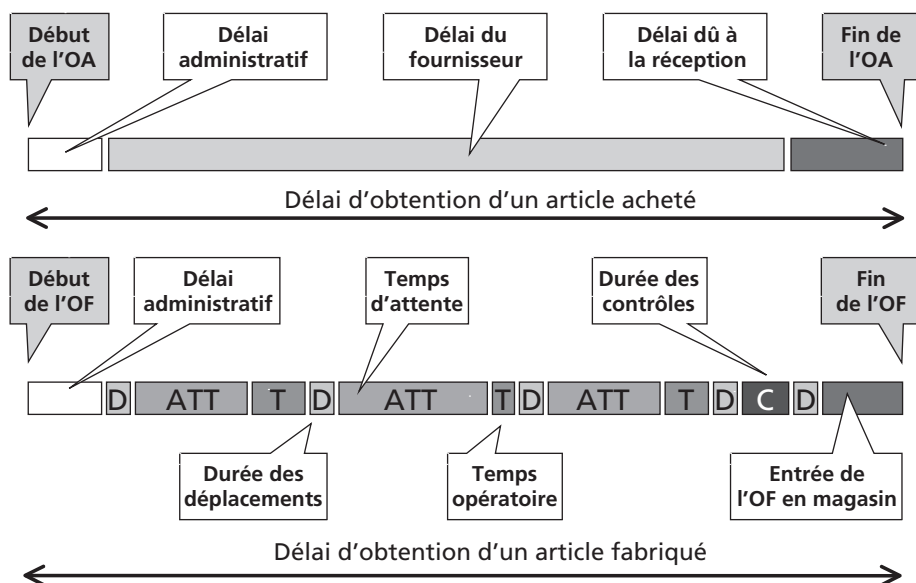 Début
de l'OA
Délai
administratif
Délai du
fournisseur
Délai dû à
la réection
Fin de
l'OA
Délai d'obtention d'un article acheté
Début
de l'OF
Délai
administratif
Temps
d'attente
Durée des
contrôles
Fin
de l'OF
D ATT T D ATT T D ATT T D C D
Durée des
déplacements
Temps
opératoire
Entrée de
l'OF en magasin
Délai d'obtention d'un article fabriqué